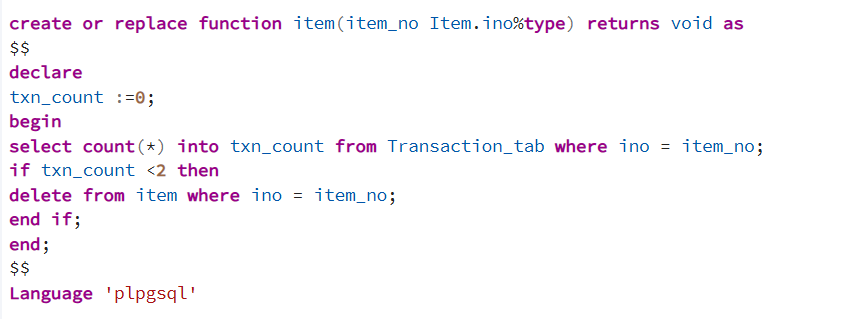 create or replace function item(item_no Item.ino%type) returns void as
$$
declare
txn_count :=0;
begin
select count(*) into txn_count from Transaction_tab where ino = item_no;
if txn_count <2 then
delete from item where ino = item_no;
end if;
end;
$$
Language 'plpgsql'